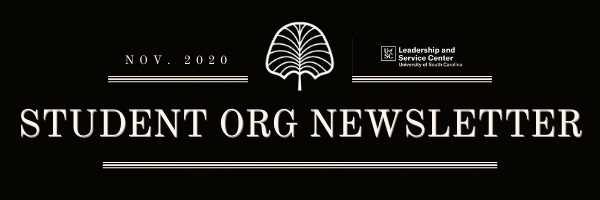 NOV. 2020
UofSC
Leadership and
Service Center
University of South Carolina
STUDENT ORG NEWSLETTER